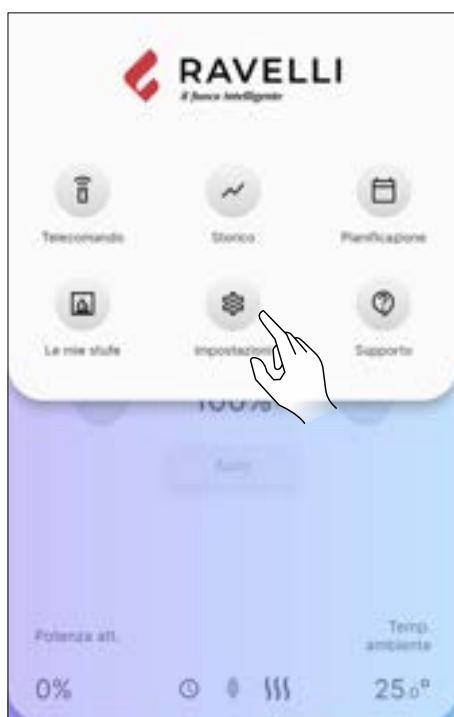 RAVELLI
Il fuoco intelligente
Telecomando Storico Pianificazione
Le mie stufe Impostazioni Supporto
100%
Potenza att. Temp. ambiente
0% 25.0°